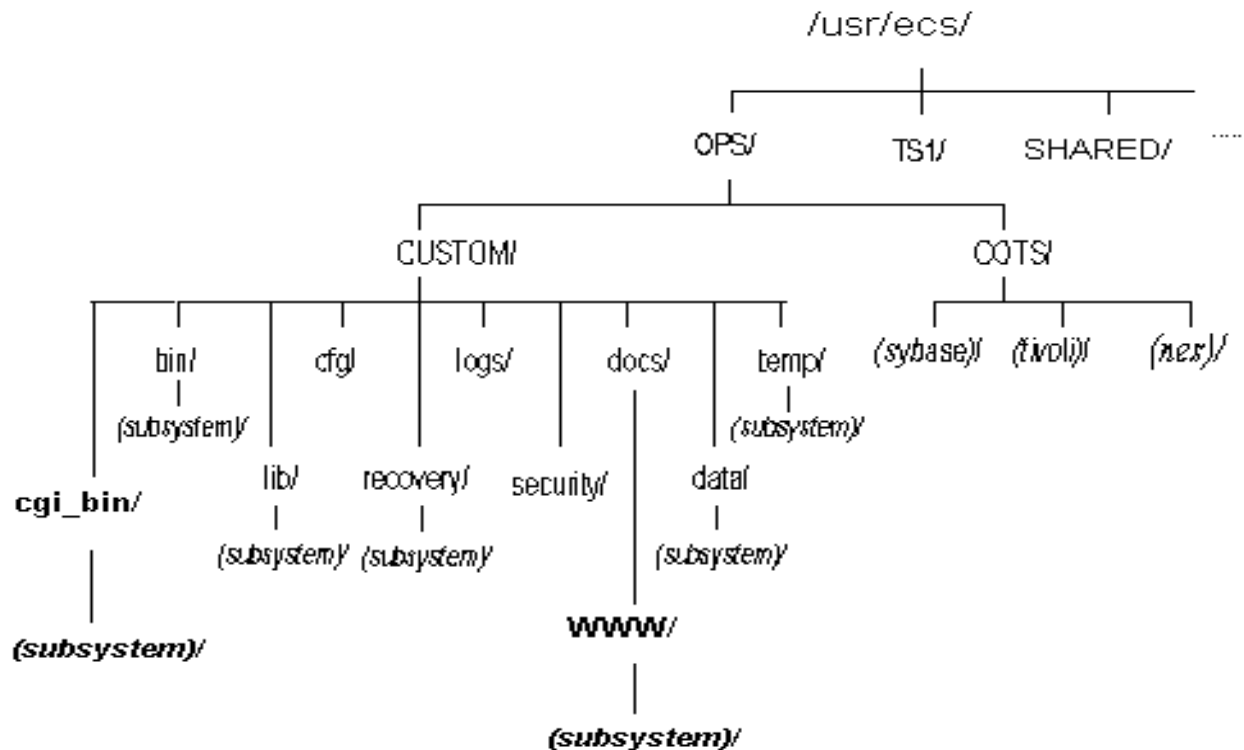 /usr/ecs/
OPS/ TS1/ SHARED/ .....
CUSTOM/ COTS/
bin/ cfg/ logs/ docs/ temp/ (sybase)/ (tivoli)/ (nes)/
(subsystem)/ (subsystem)/
lib/ recovery/ security/ data/
cgi_bin/
(subsystem)/ (subsystem)/ (subsystem)/
www/
(subsystem)/
(subsystem)/